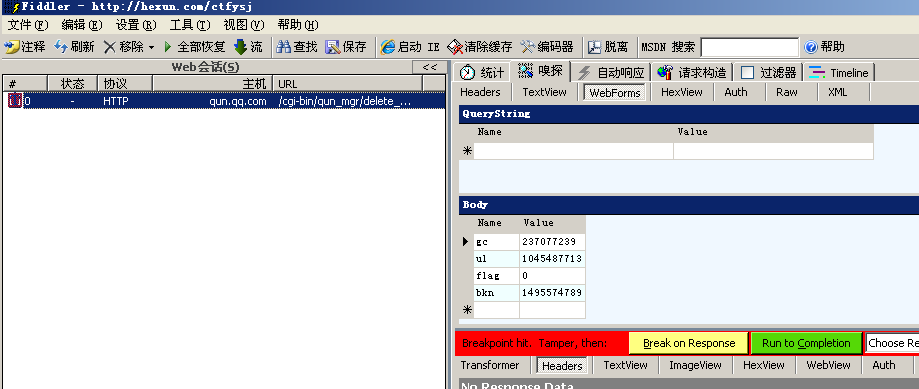 Fiddler - http://hexun.com/ctfysj
文件(F) 编辑(E) 设置(R) 工具(T) 视图(V) 帮助(H)
注释 刷新 移除 全部恢复 流 查找 保存 启动 IE 清除缓存 编码器 脱离 MSDN 搜索 帮助
Web会话(S) <<
# 状态 协议 主机 URL
0 - HTTP qun.qq.com /cgi-bin/qun_mgr/delete_...
统计 嗅探 自动响应 请求构造 过滤器 Timeline
Headers TextView WebForms HexView Auth Raw XML
QueryString
Name Value
Body
Name Value
gc 237077239
ul 1045487713
flag 0
bkn 1495574789
Breakpoint hit. Tamper, then: Break on Response Run to Completion Choose Re
Transformer Headers TextView ImageView HexView WebView Auth
No Response Data